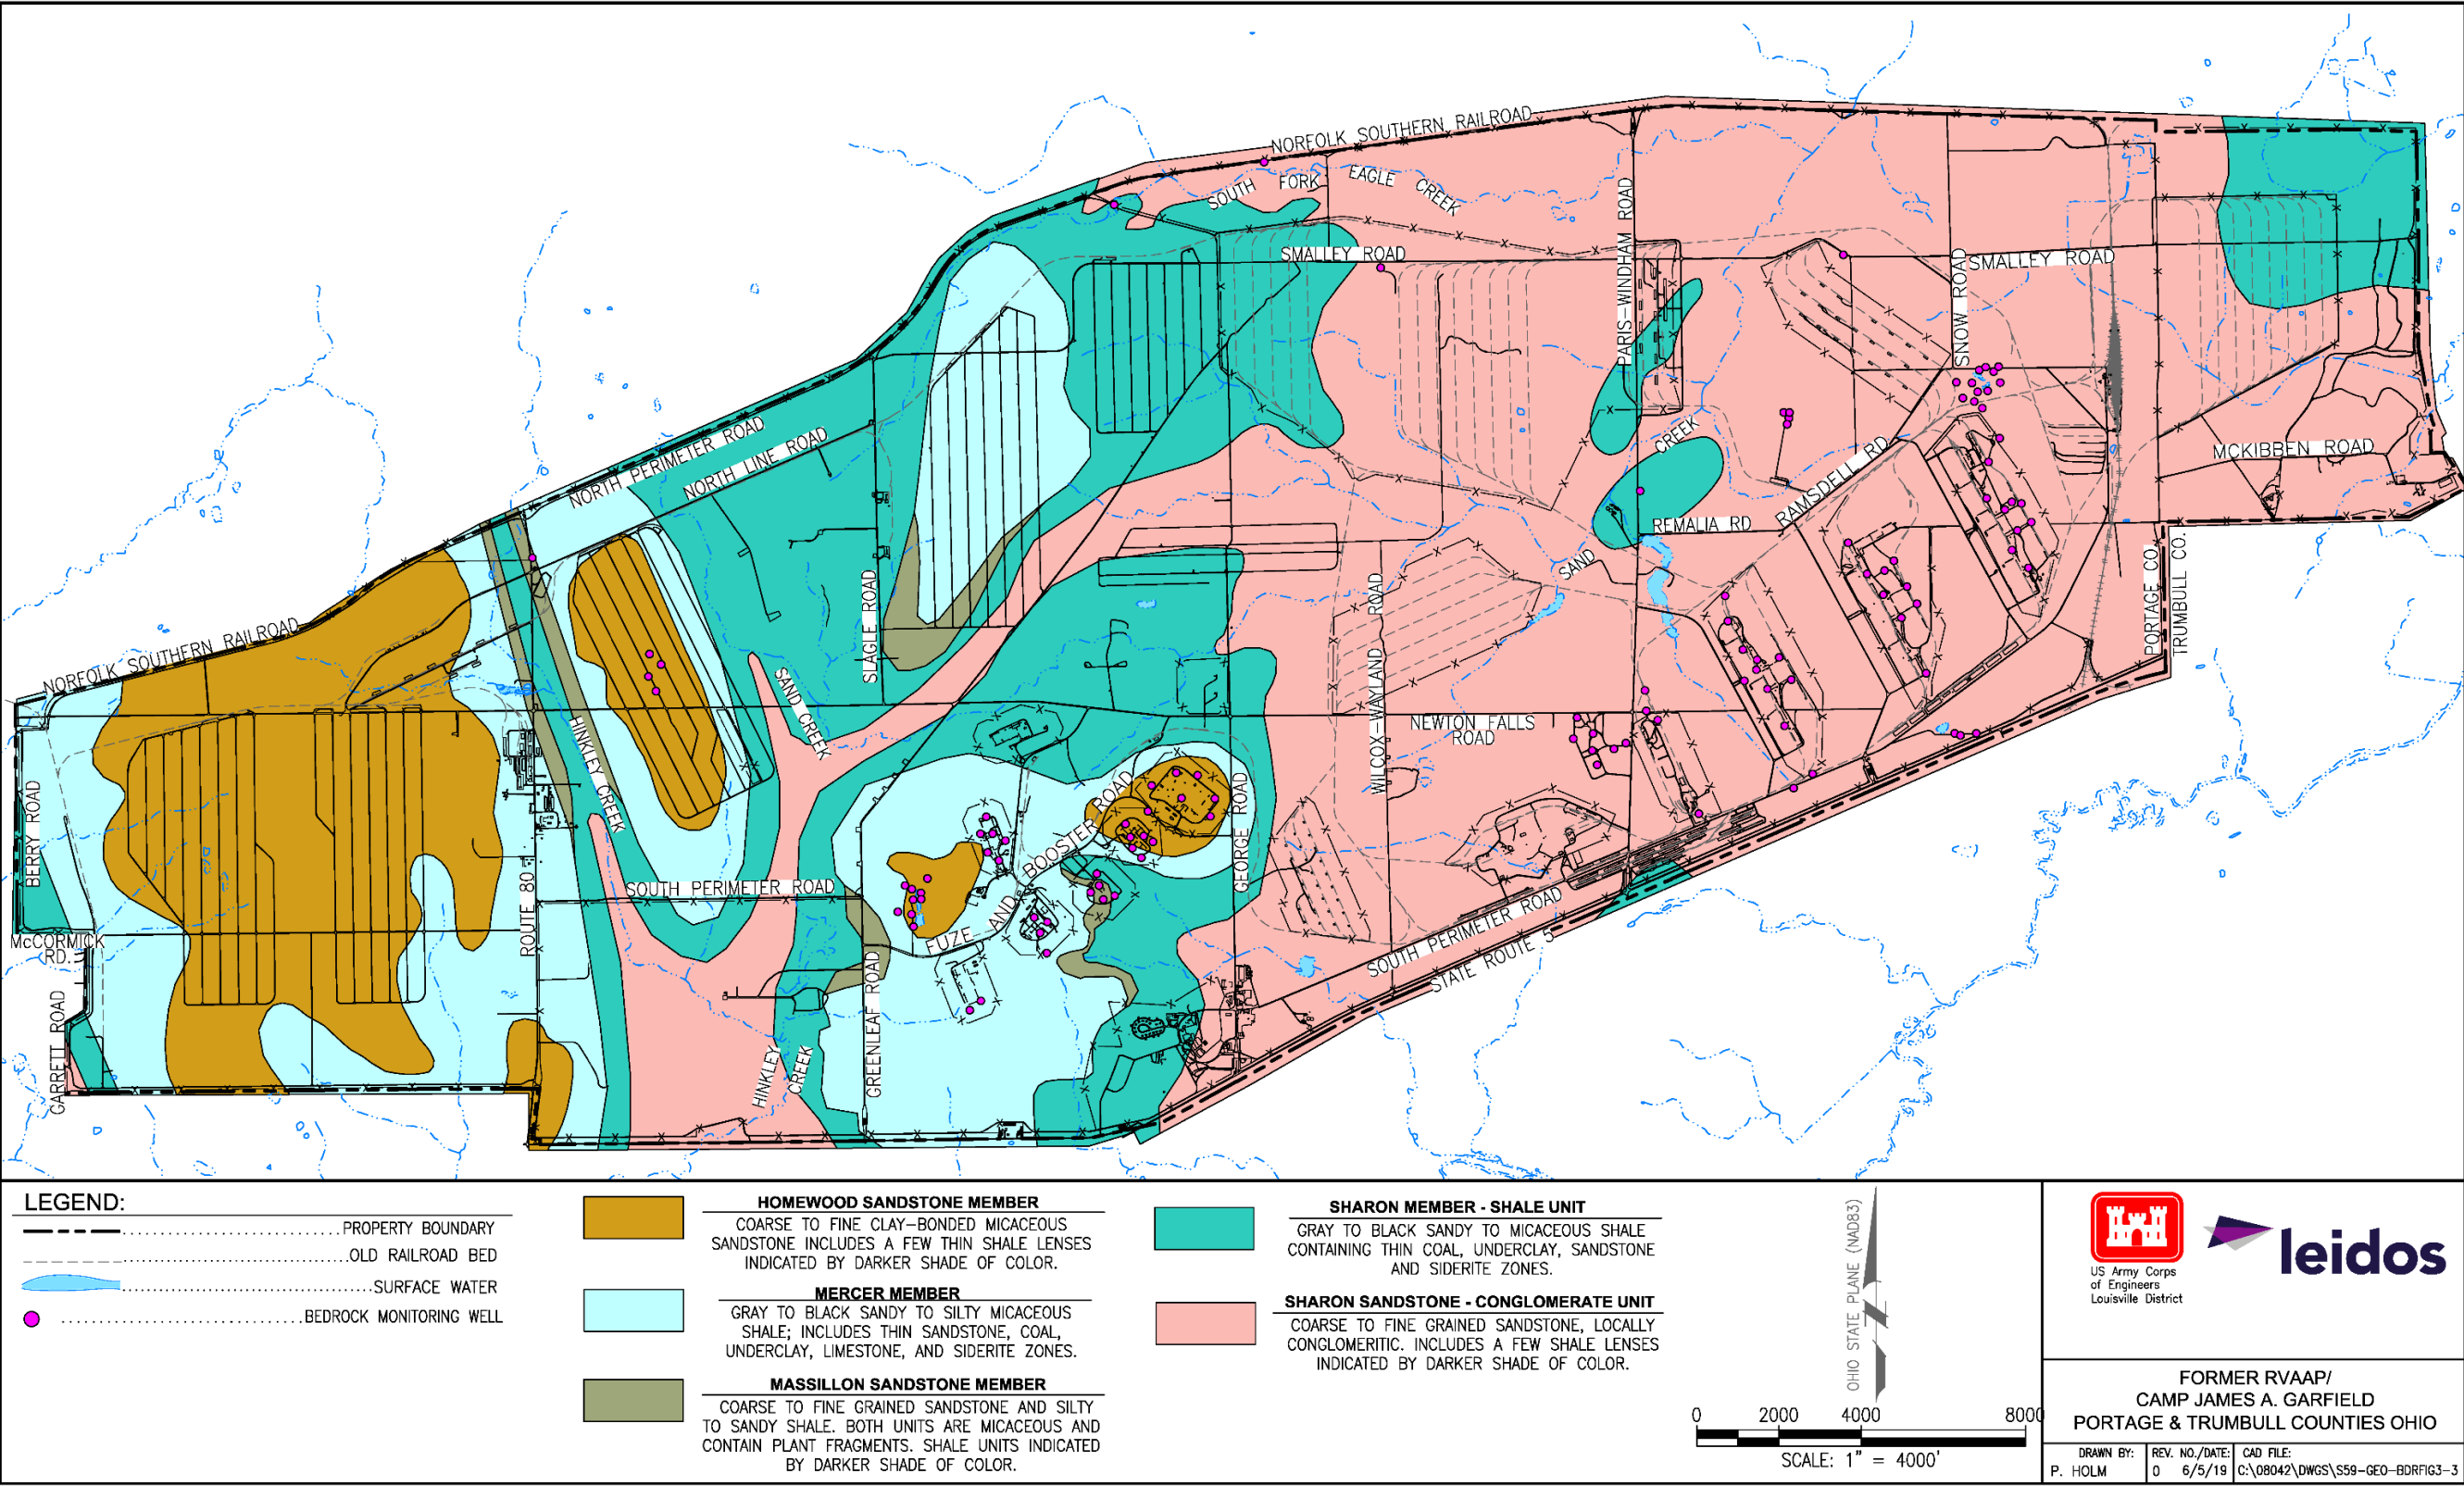 NORFOLK SOUTHERN RAILROAD
SOUTH FORK EAGLE CREEK
SMALLEY ROAD
PARIS-WINDHAM ROAD
SNOW ROAD
SMALLEY ROAD
NORTH PERIMETER ROAD
NORTH LINE ROAD
CREEK
RAMSDELL RD
MCKIBBEN ROAD
REMALIA RD
SAND
PORTAGE CO.
TRUMBULL CO.
SLAGLE ROAD
WILCOX-WAYLAND ROAD
NORFOLK SOUTHERN RAILROAD
SAND CREEK
HINKLEY CREEK
NEWTON FALLS
ROAD
BERRY ROAD
ROUTE 80
SOUTH PERIMETER ROAD
FUZE AND BOOSTER ROAD
GEORGE ROAD
McCORMICK
RD.
GARRETT ROAD
GREENLEAF ROAD
SOUTH PERIMETER ROAD
STATE ROUTE 5
HINKLEY
CREEK
LEGEND:
PROPERTY BOUNDARY
OLD RAILROAD BED
SURFACE WATER
BEDROCK MONITORING WELL
HOMEWOOD SANDSTONE MEMBER
COARSE TO FINE CLAY-BONDED MICACEOUS
SANDSTONE INCLUDES A FEW THIN SHALE LENSES
INDICATED BY DARKER SHADE OF COLOR.
MERCER MEMBER
GRAY TO BLACK SANDY TO SILTY MICACEOUS
SHALE; INCLUDES THIN SANDSTONE, COAL,
UNDERCLAY, LIMESTONE, AND SIDERITE ZONES.
MASSILLON SANDSTONE MEMBER
COARSE TO FINE GRAINED SANDSTONE AND SILTY
TO SANDY SHALE. BOTH UNITS ARE MICACEOUS AND
CONTAIN PLANT FRAGMENTS. SHALE UNITS INDICATED
BY DARKER SHADE OF COLOR.
SHARON MEMBER - SHALE UNIT
GRAY TO BLACK SANDY TO MICACEOUS SHALE
CONTAINING THIN COAL, UNDERCLAY, SANDSTONE
AND SIDERITE ZONES.
SHARON SANDSTONE - CONGLOMERATE UNIT
COARSE TO FINE GRAINED SANDSTONE, LOCALLY
CONGLOMERITIC. INCLUDES A FEW SHALE LENSES
INDICATED BY DARKER SHADE OF COLOR.
OHIO STATE PLANE (NAD83)
0 2000 4000 8000
SCALE: 1" = 4000'
US Army Corps
of Engineers
Louisville District
leidos
FORMER RVAAP/
CAMP JAMES A. GARFIELD
PORTAGE & TRUMBULL COUNTIES OHIO
DRAWN BY: REV. NO./DATE: CAD FILE:
P. HOLM 0 6/5/19 C:\08042\DWGS\S59-GEO-BDRFIG3-3